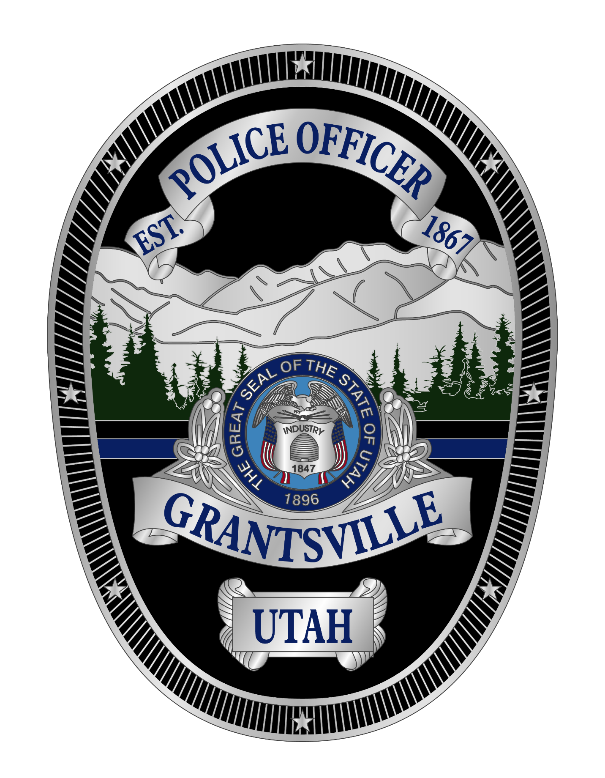 POLICE OFFICER
EST. 1867
THE GREAT SEAL OF THE STATE OF UTAH
INDUSTRY
1847
1896
GRANTSVILLE
UTAH